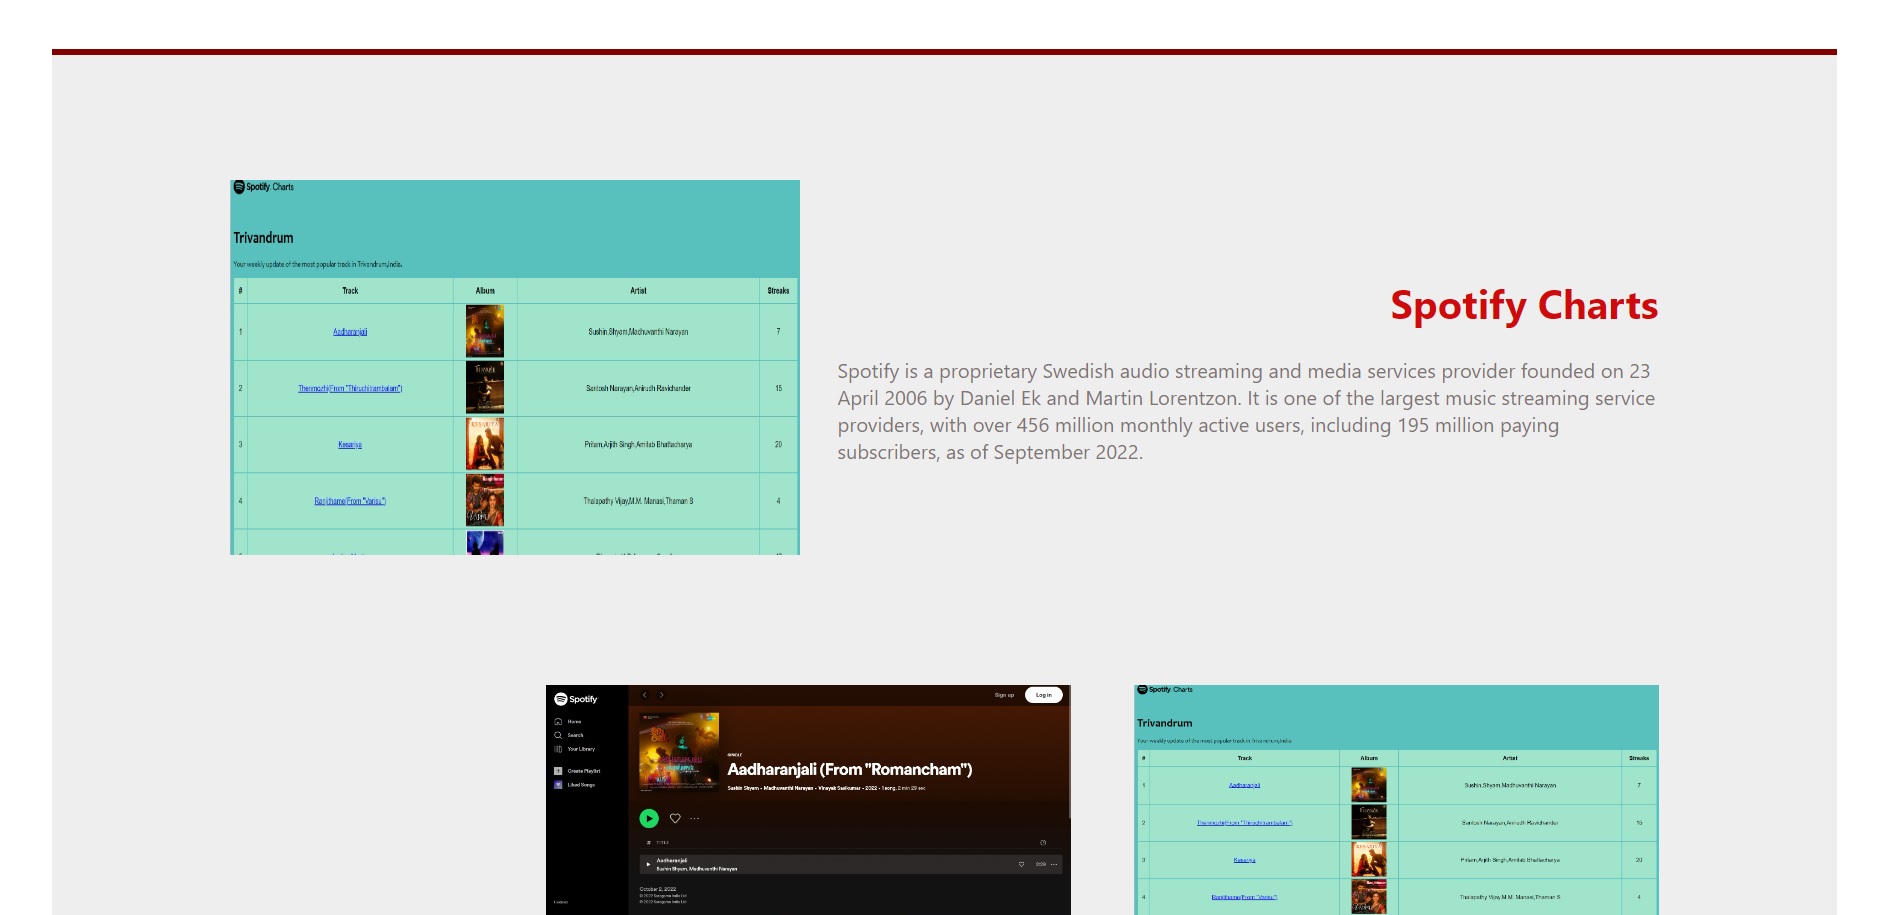 Spotify Charts
Trivandrum
Your weekly update of the most popular track in Trivandrum,India.
# Track Album Artist Streaks
1 Aadharanjali Sushin,Shyam,Madhuvanthi Narayan 7
2 Thenmozhi(From "Thiruchitrambalam") Santosh Narayan,Anirudh Ravichander 15
3 Kesariya Pritam,Arjith Singh,Amitab Bhattacharya 20
KESARIYA
4 Ranjithame(From "Varisu") Thalapathy Vijay,M.M. Manasi,Thaman S 4
Spotify Charts
Spotify is a proprietary Swedish audio streaming and media services provider founded on 23
April 2006 by Daniel Ek and Martin Lorentzon. It is one of the largest music streaming service
providers, with over 456 million monthly active users, including 195 million paying
subscribers, as of September 2022.
Spotify
Home
Search
Your Library
Create Playlist
Liked Songs
Cookies
Sign up Log in
SINGLE
Aadharanjali (From "Romancham")
Sushin Shyam • Madhuvanthi Narayan • Vinayak Sasikumar • 2022 • 1 song, 2 min 29 sec
# TITLE
Aadharanjali
Sushin Shyam, Madhuvanthi Narayan
2:29
October 2, 2022
© 2022 Saregama India Ltd
℗ 2022 Saregama India Ltd
Spotify Charts
Trivandrum
Your weekly update of the most popular track in Trivandrum,India.
# Track Album Artist Streaks
1 Aadharanjali Sushin,Shyam,Madhuvanthi Narayan 7
2 Thenmozhi(From "Thiruchitrambalam") Santosh Narayan,Anirudh Ravichander 15
3 Kesariya Pritam,Arjith Singh,Amitab Bhattacharya 20
KESARIYA
4 Ranjithame(From "Varisu") Thalapathy Vijay,M.M. Manasi,Thaman S 4